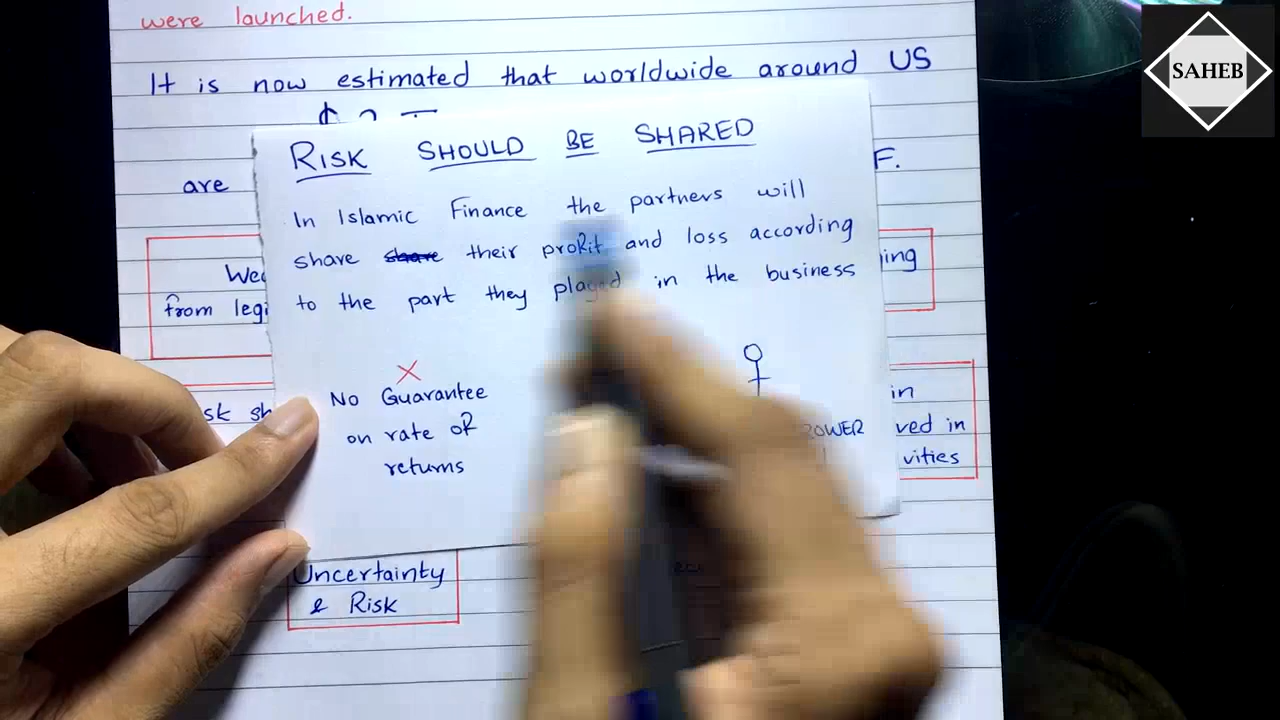 were launched.
It is now estimated that worldwide around US
are
F.
RISK SHOULD BE SHARED
In Islamic Finance the partners will
share share their profit and loss according
to the part they played in the business
No Guarantee
on rate of
returns
POWER
in
ved in
vities
ing
We
from legi
sk sh
Uncertainty
& Risk
SAHEB